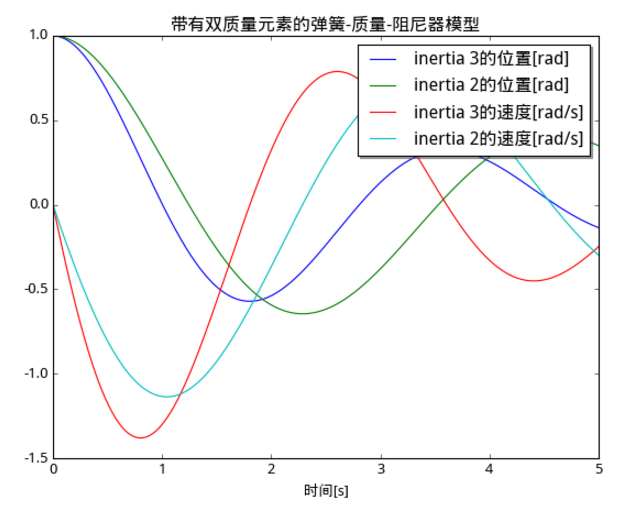 带有双质量元素的弹簧-质量-阻尼器模型
1.0
0.5
0.0
-0.5
-1.0
-1.5
inertia 3的位置[rad]
inertia 2的位置[rad]
inertia 3的速度[rad/s]
inertia 2的速度[rad/s]
0 1 2 3 4 5
时间[s]